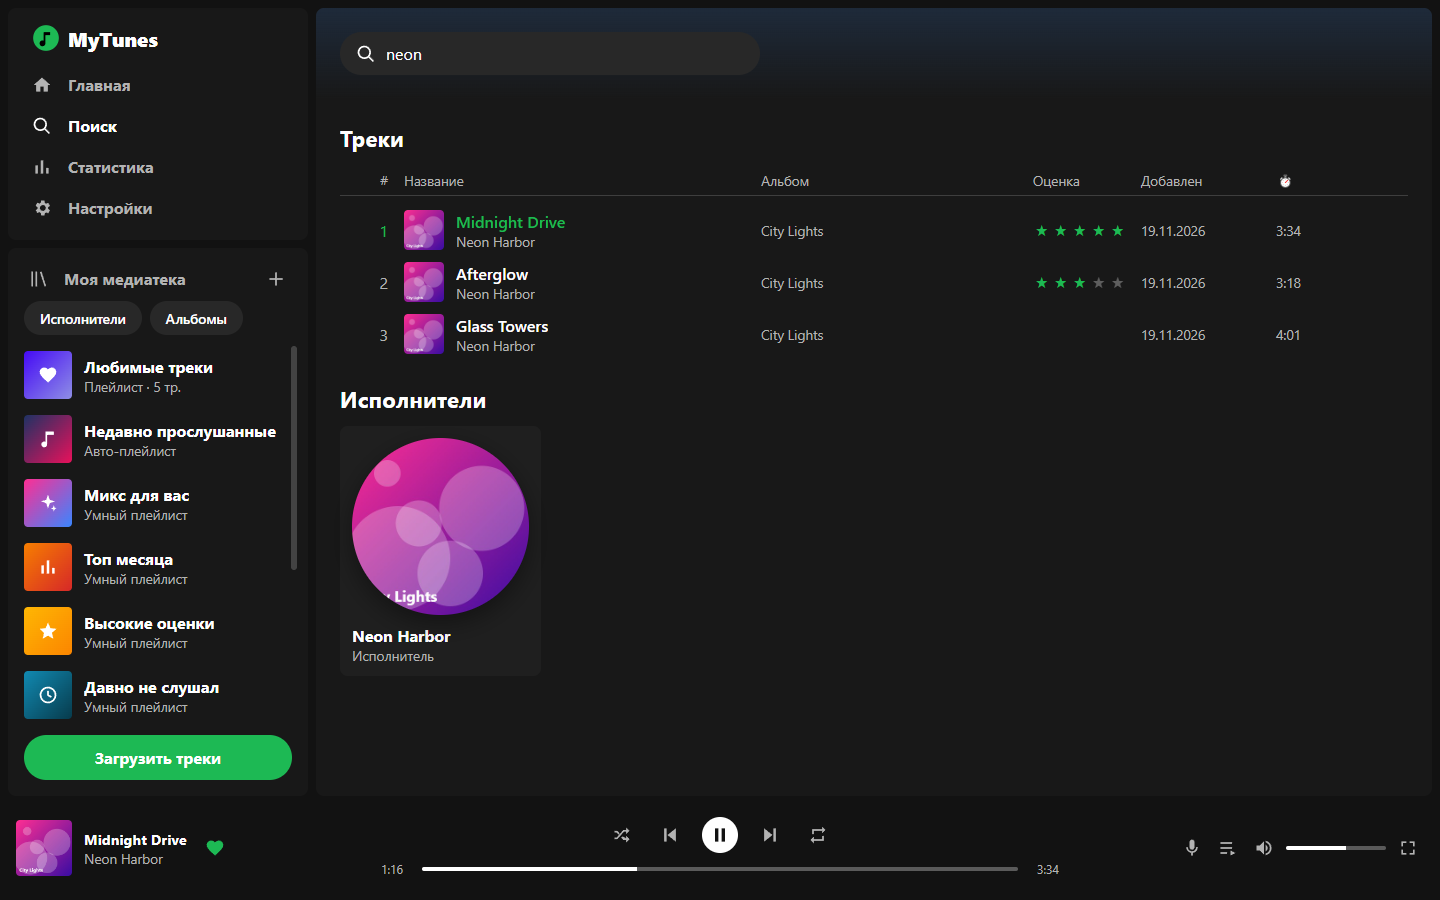 MyTunes
Главная
Поиск
Статистика
Настройки
Моя медиатека
Исполнители Альбомы
Любимые треки
Плейлист · 5 тр.
Недавно прослушанные
Авто-плейлист
Микс для вас
Умный плейлист
Топ месяца
Умный плейлист
Высокие оценки
Умный плейлист
Давно не слушал
Умный плейлист
Загрузить треки
neon
Треки
# Название Альбом Оценка Добавлен
1 Midnight Drive City Lights ★★★★★ 19.11.2026 3:34
Neon Harbor
2 Afterglow City Lights ★★★★★ 19.11.2026 3:18
Neon Harbor
3 Glass Towers City Lights 19.11.2026 4:01
Neon Harbor
Исполнители
Lights
Neon Harbor
Исполнитель
City Lights
Midnight Drive
Neon Harbor
1:16 3:34